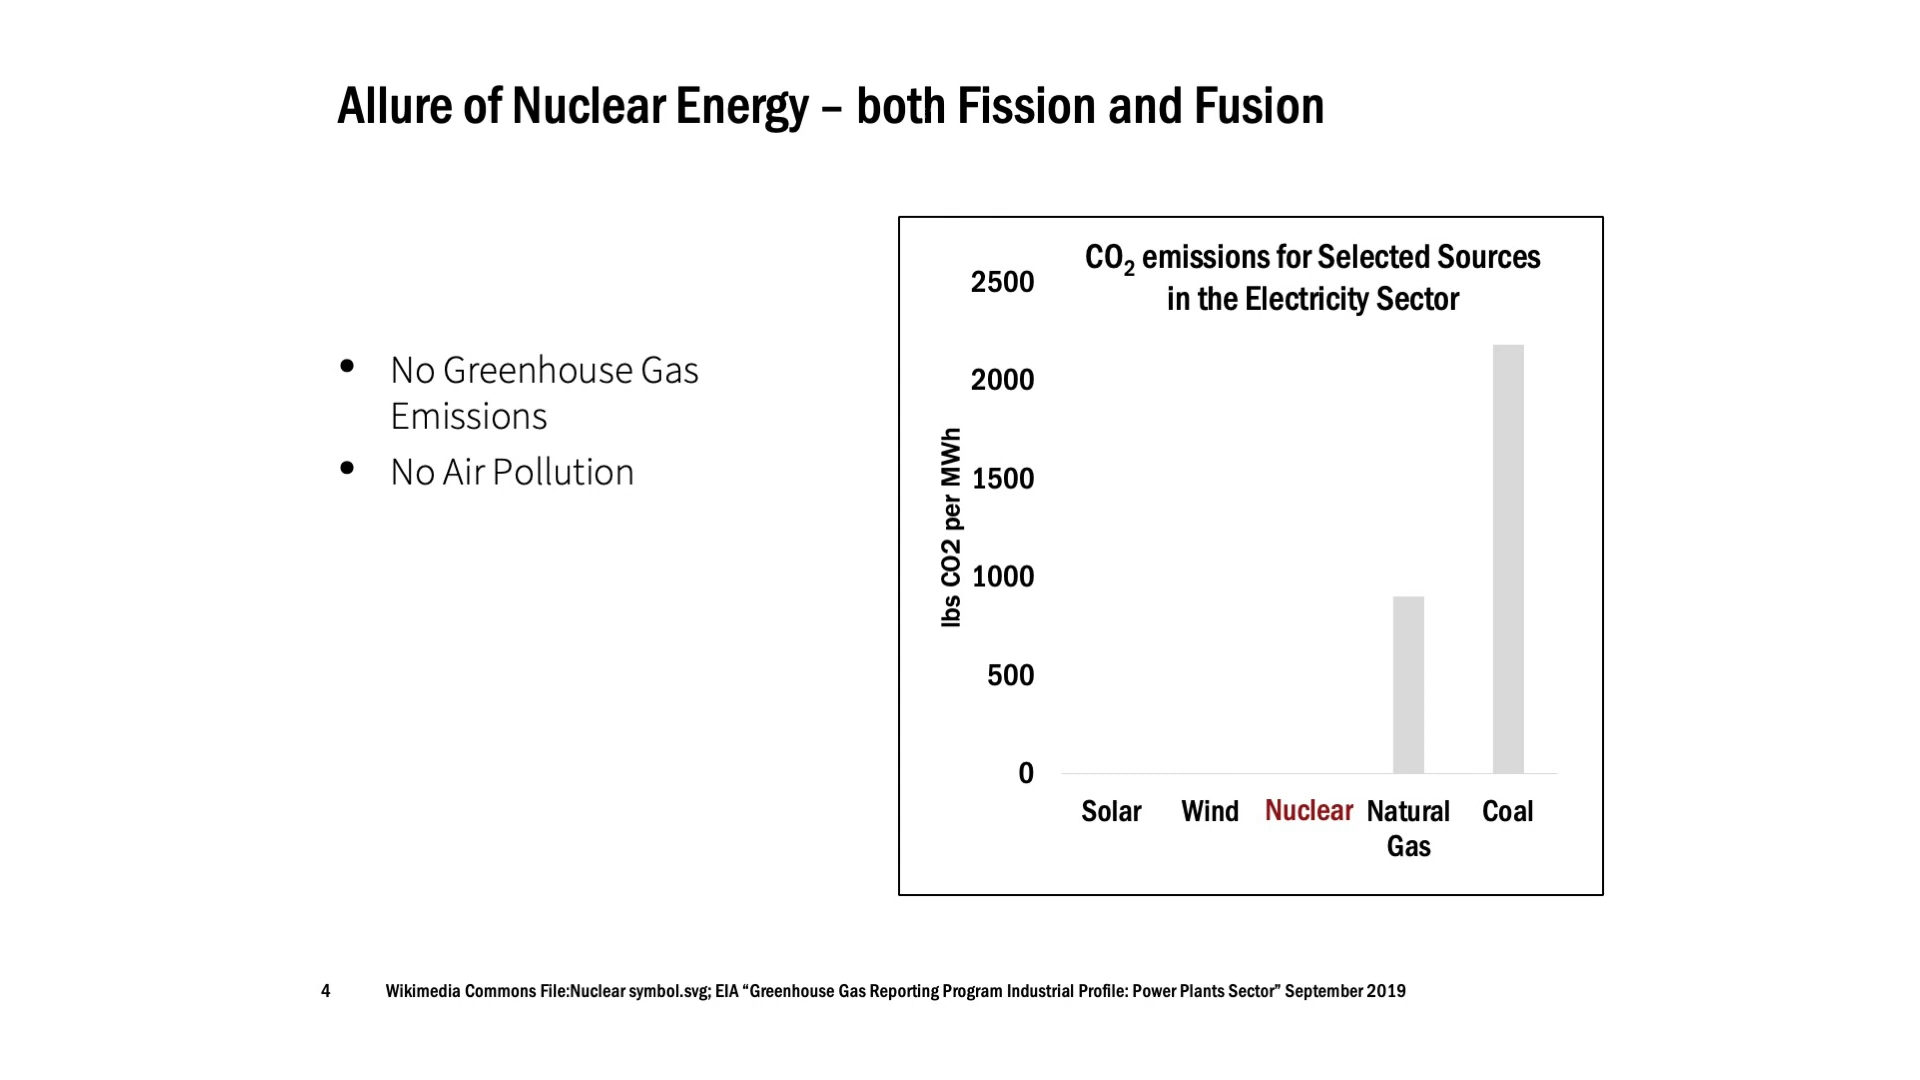 Allure of Nuclear Energy – both Fission and Fusion
• No Greenhouse Gas
Emissions
• No Air Pollution
CO₂ emissions for Selected Sources
in the Electricity Sector
lbs CO2 per MWh
2500
2000
1500
1000
500
0
Solar
Wind
Nuclear
Natural
Gas
Coal
4
Wikimedia Commons File:Nuclear symbol.svg; EIA “Greenhouse Gas Reporting Program Industrial Profile: Power Plants Sector” September 2019